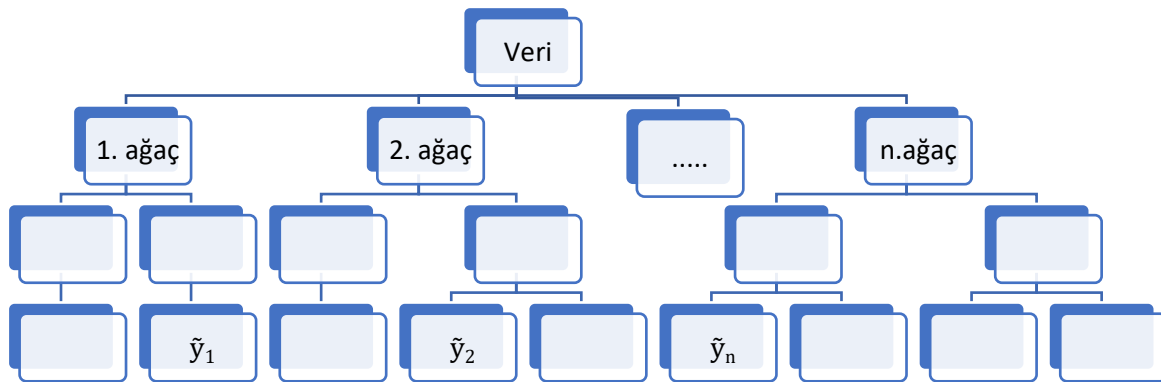 Veri
1. ağaç
2. ağaç
.....
n.ağaç
ỹ₁
ỹ₂
ỹₙ